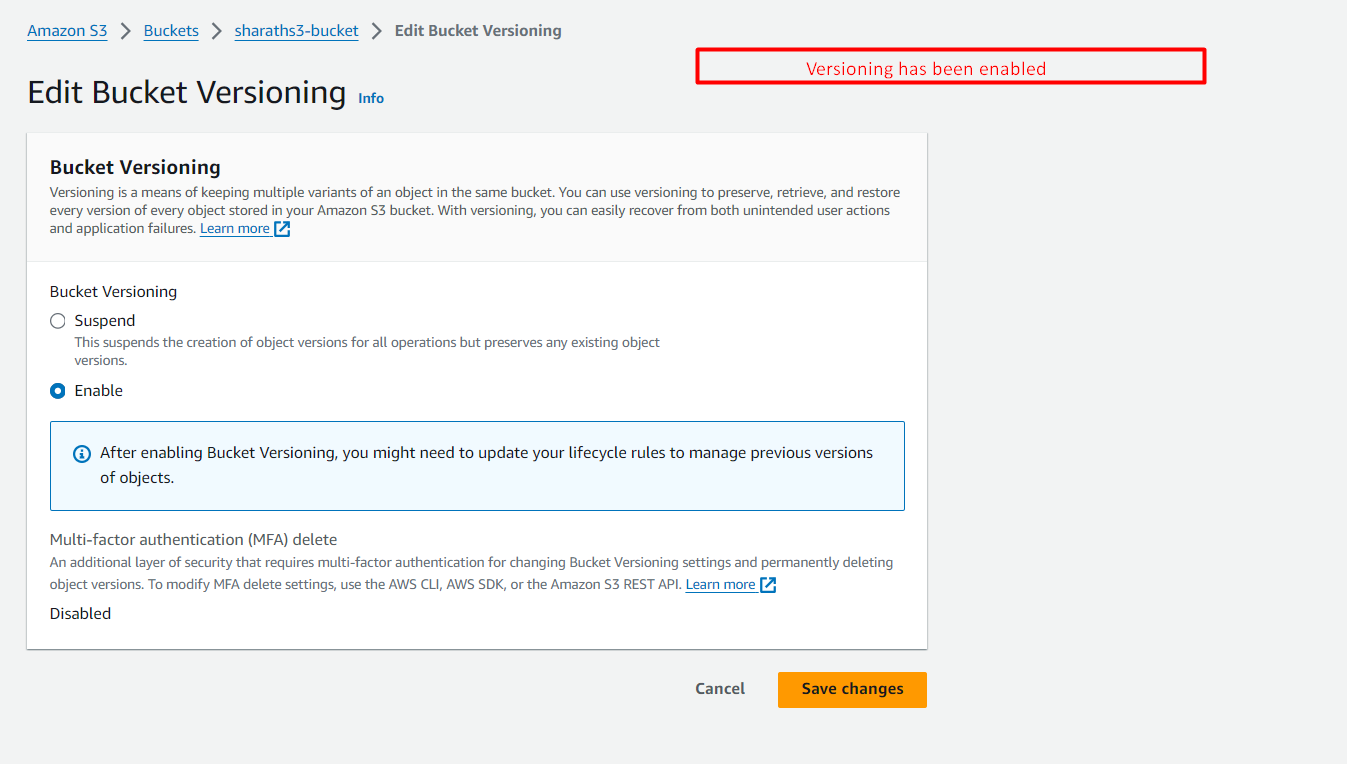 Amazon S3 > Buckets > sharaths3-bucket > Edit Bucket Versioning
Versioning has been enabled
Edit Bucket Versioning Info
Bucket Versioning
Versioning is a means of keeping multiple variants of an object in the same bucket. You can use versioning to preserve, retrieve, and restore
every version of every object stored in your Amazon S3 bucket. With versioning, you can easily recover from both unintended user actions
and application failures. Learn more
Bucket Versioning
Suspend
This suspends the creation of object versions for all operations but preserves any existing object
versions.
Enable
After enabling Bucket Versioning, you might need to update your lifecycle rules to manage previous versions
of objects.
Multi-factor authentication (MFA) delete
An additional layer of security that requires multi-factor authentication for changing Bucket Versioning settings and permanently deleting
object versions. To modify MFA delete settings, use the AWS CLI, AWS SDK, or the Amazon S3 REST API. Learn more
Disabled
Cancel Save changes